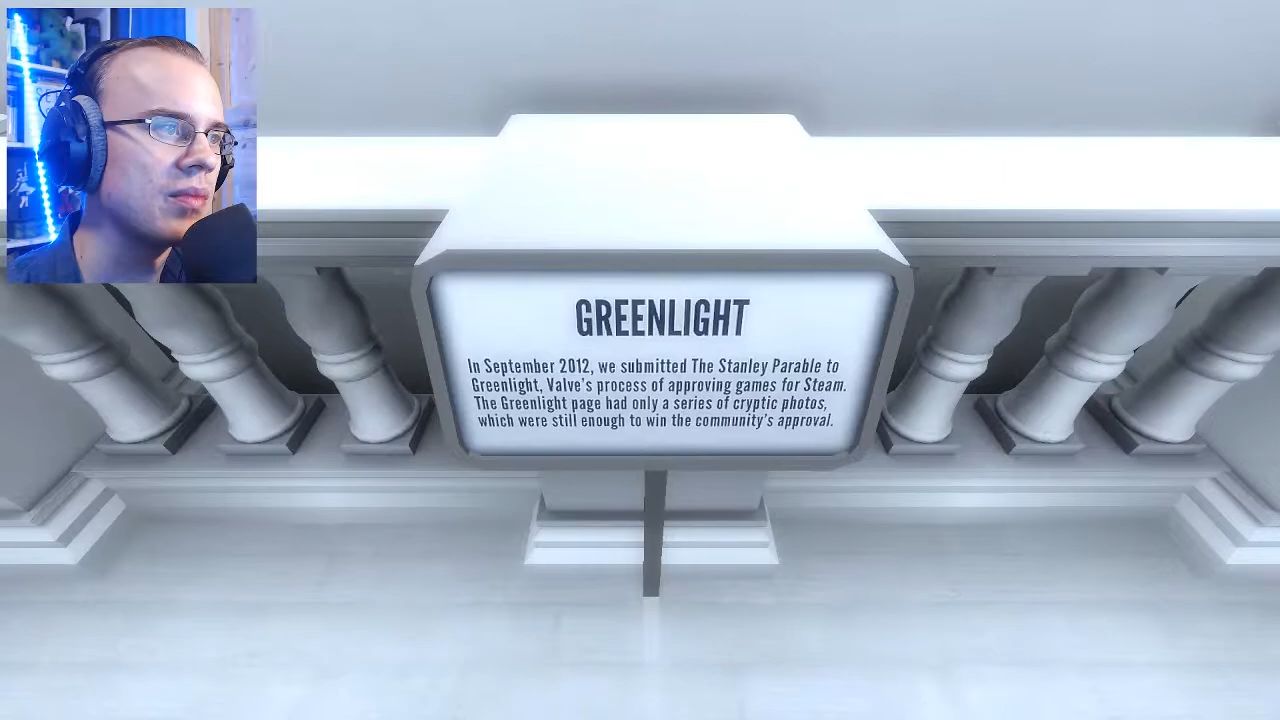 GREENLIGHT
In September 2012, we submitted The Stanley Parable to
Greenlight, Valve's process of approving games for Steam.
The Greenlight page had only a series of cryptic photos,
which were still enough to win the community's approval.